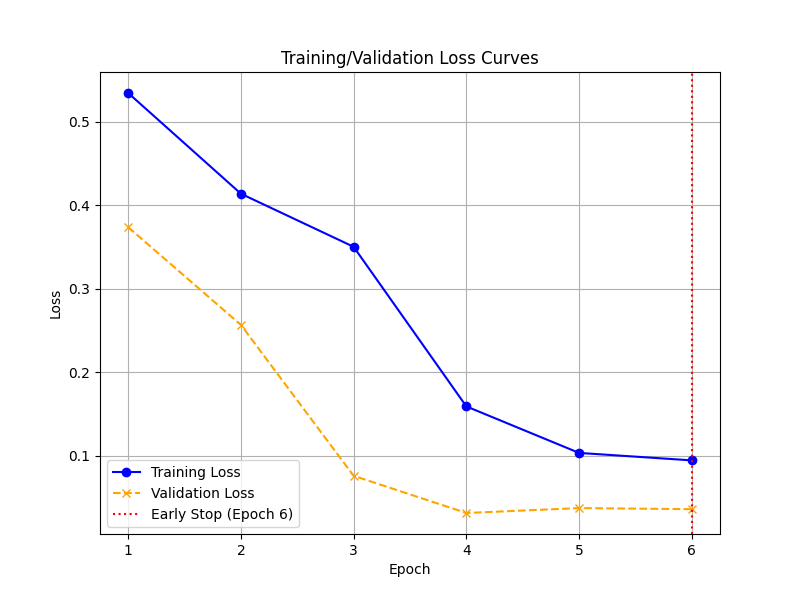 Training/Validation Loss Curves
Loss
0.5
0.4
0.3
0.2
0.1
Training Loss
Validation Loss
Early Stop (Epoch 6)
1 2 3 4 5 6
Epoch